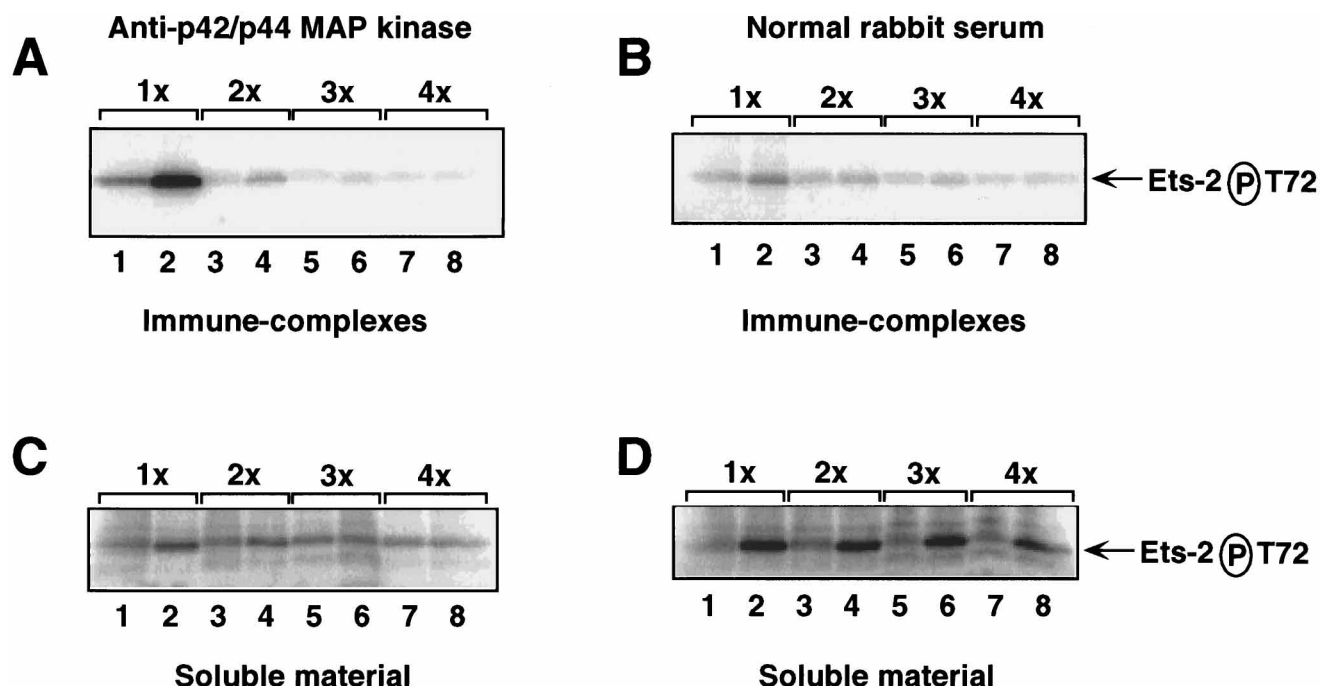 Anti-p42/p44 MAP kinase
A
1x 2x 3x 4x
1 2 3 4 5 6 7 8
Immune-complexes
Normal rabbit serum
B
1x 2x 3x 4x
Ets-2 P T72
1 2 3 4 5 6 7 8
Immune-complexes
C
1x 2x 3x 4x
1 2 3 4 5 6 7 8
Soluble material
D
1x 2x 3x 4x
Ets-2 P T72
1 2 3 4 5 6 7 8
Soluble material